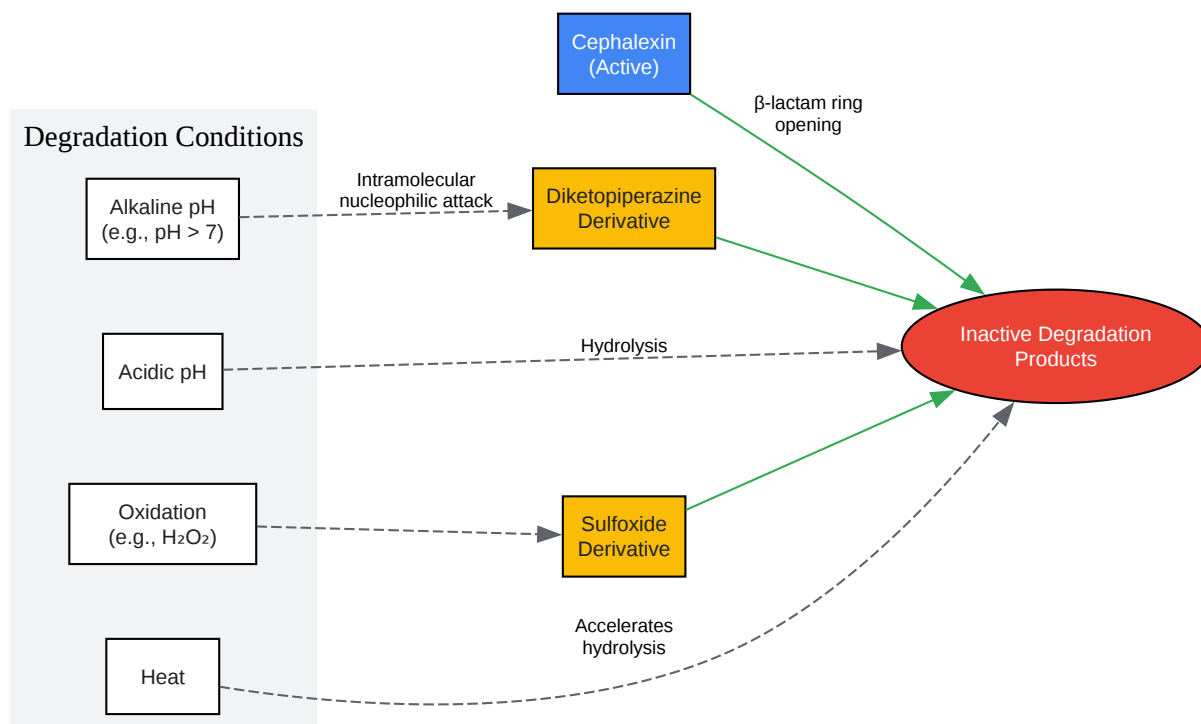 Cephalexin
(Active)
β-lactam ring
opening
Degradation Conditions
Alkaline pH
(e.g., pH > 7)
Intramolecular
nucleophilic attack
Diketopiperazine
Derivative
Inactive Degradation
Products
Acidic pH
Hydrolysis
Oxidation
(e.g., H₂O₂)
Sulfoxide
Derivative
Accelerates
hydrolysis
Heat